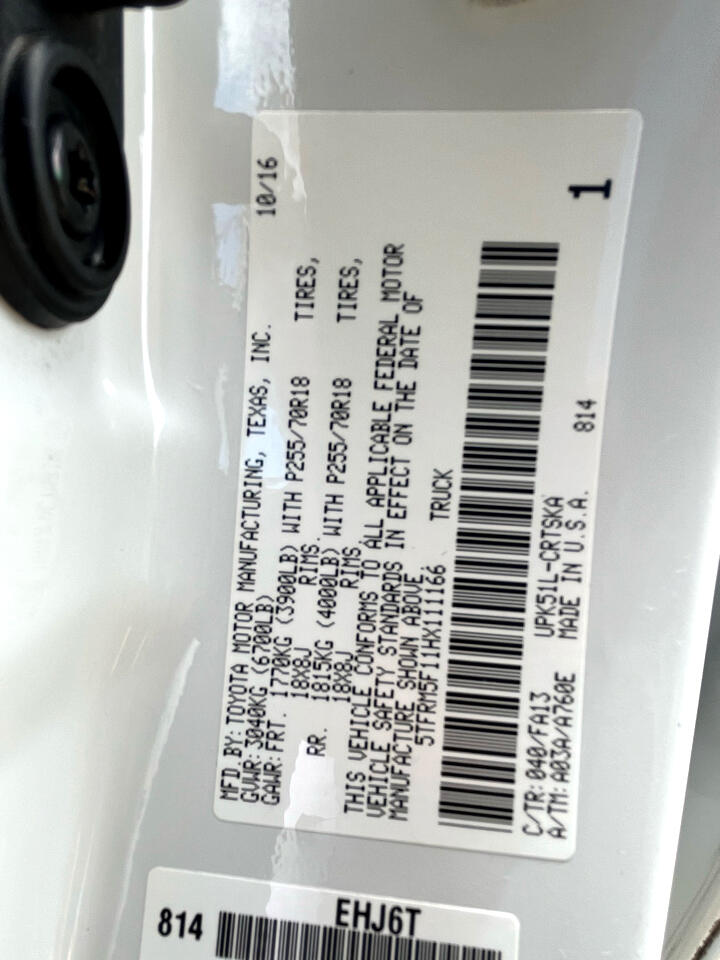 MFD.BY:TOYOTA MOTOR MANUFACTURING, TEXAS, INC. 10/16
GVWR:3040KG (6700LB)
GAWR:FRT. 1770KG (3900LB) WITH P255/70R18 TIRES,
18X8J RIMS.
RR. 1815KG (4000LB) WITH P255/70R18 TIRES,
18X8J RIMS.
THIS VEHICLE CONFORMS TO ALL APPLICABLE FEDERAL MOTOR
VEHICLE SAFETY STANDARDS IN EFFECT ON THE DATE OF
MANUFACTURE SHOWN ABOVE.
5TFRM5F11HX111166 TRUCK
1
C/TR:040/FA13 UPK51L-CRTSKA 814
A/TM:A03A/A760E MADE IN U.S.A.
814 EHJ6T